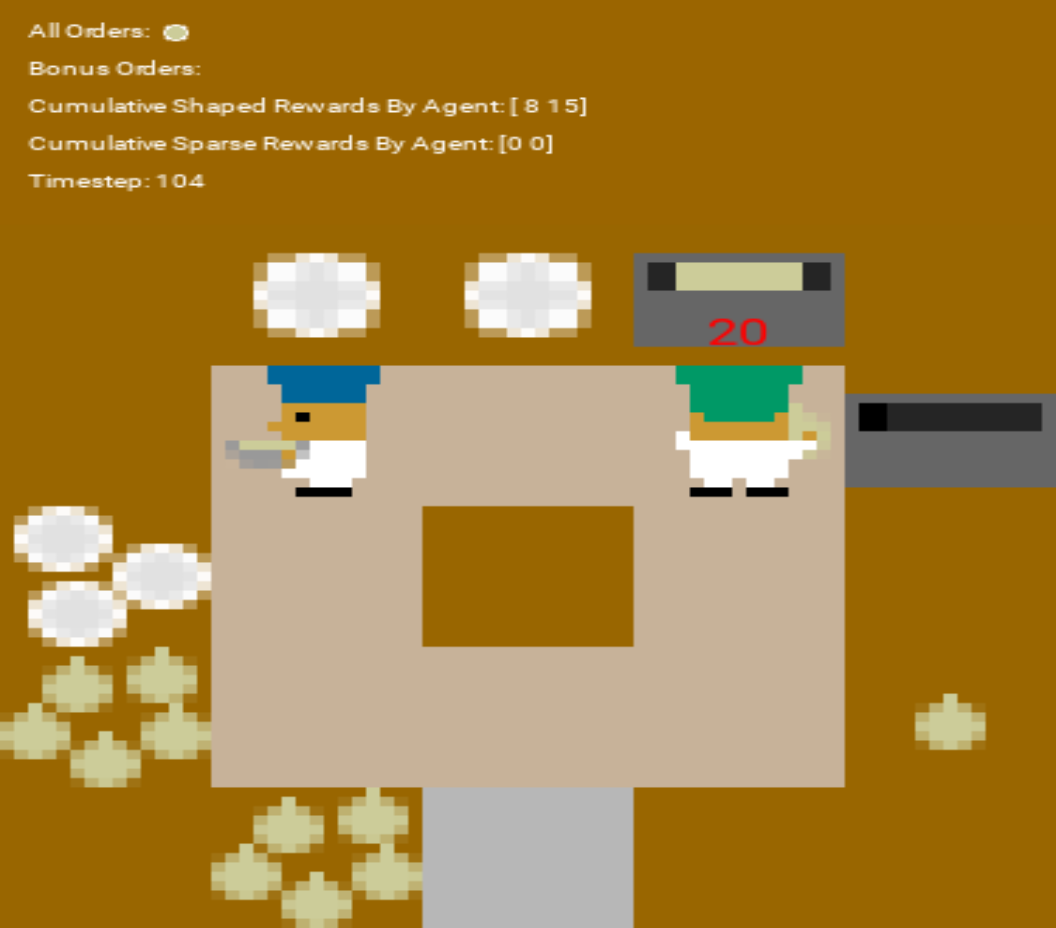 All Orders:
Bonus Orders:
Cumulative Shaped Rewards By Agent: [ 8 15]
Cumulative Sparse Rewards By Agent: [0 0]
Timestep: 104
20